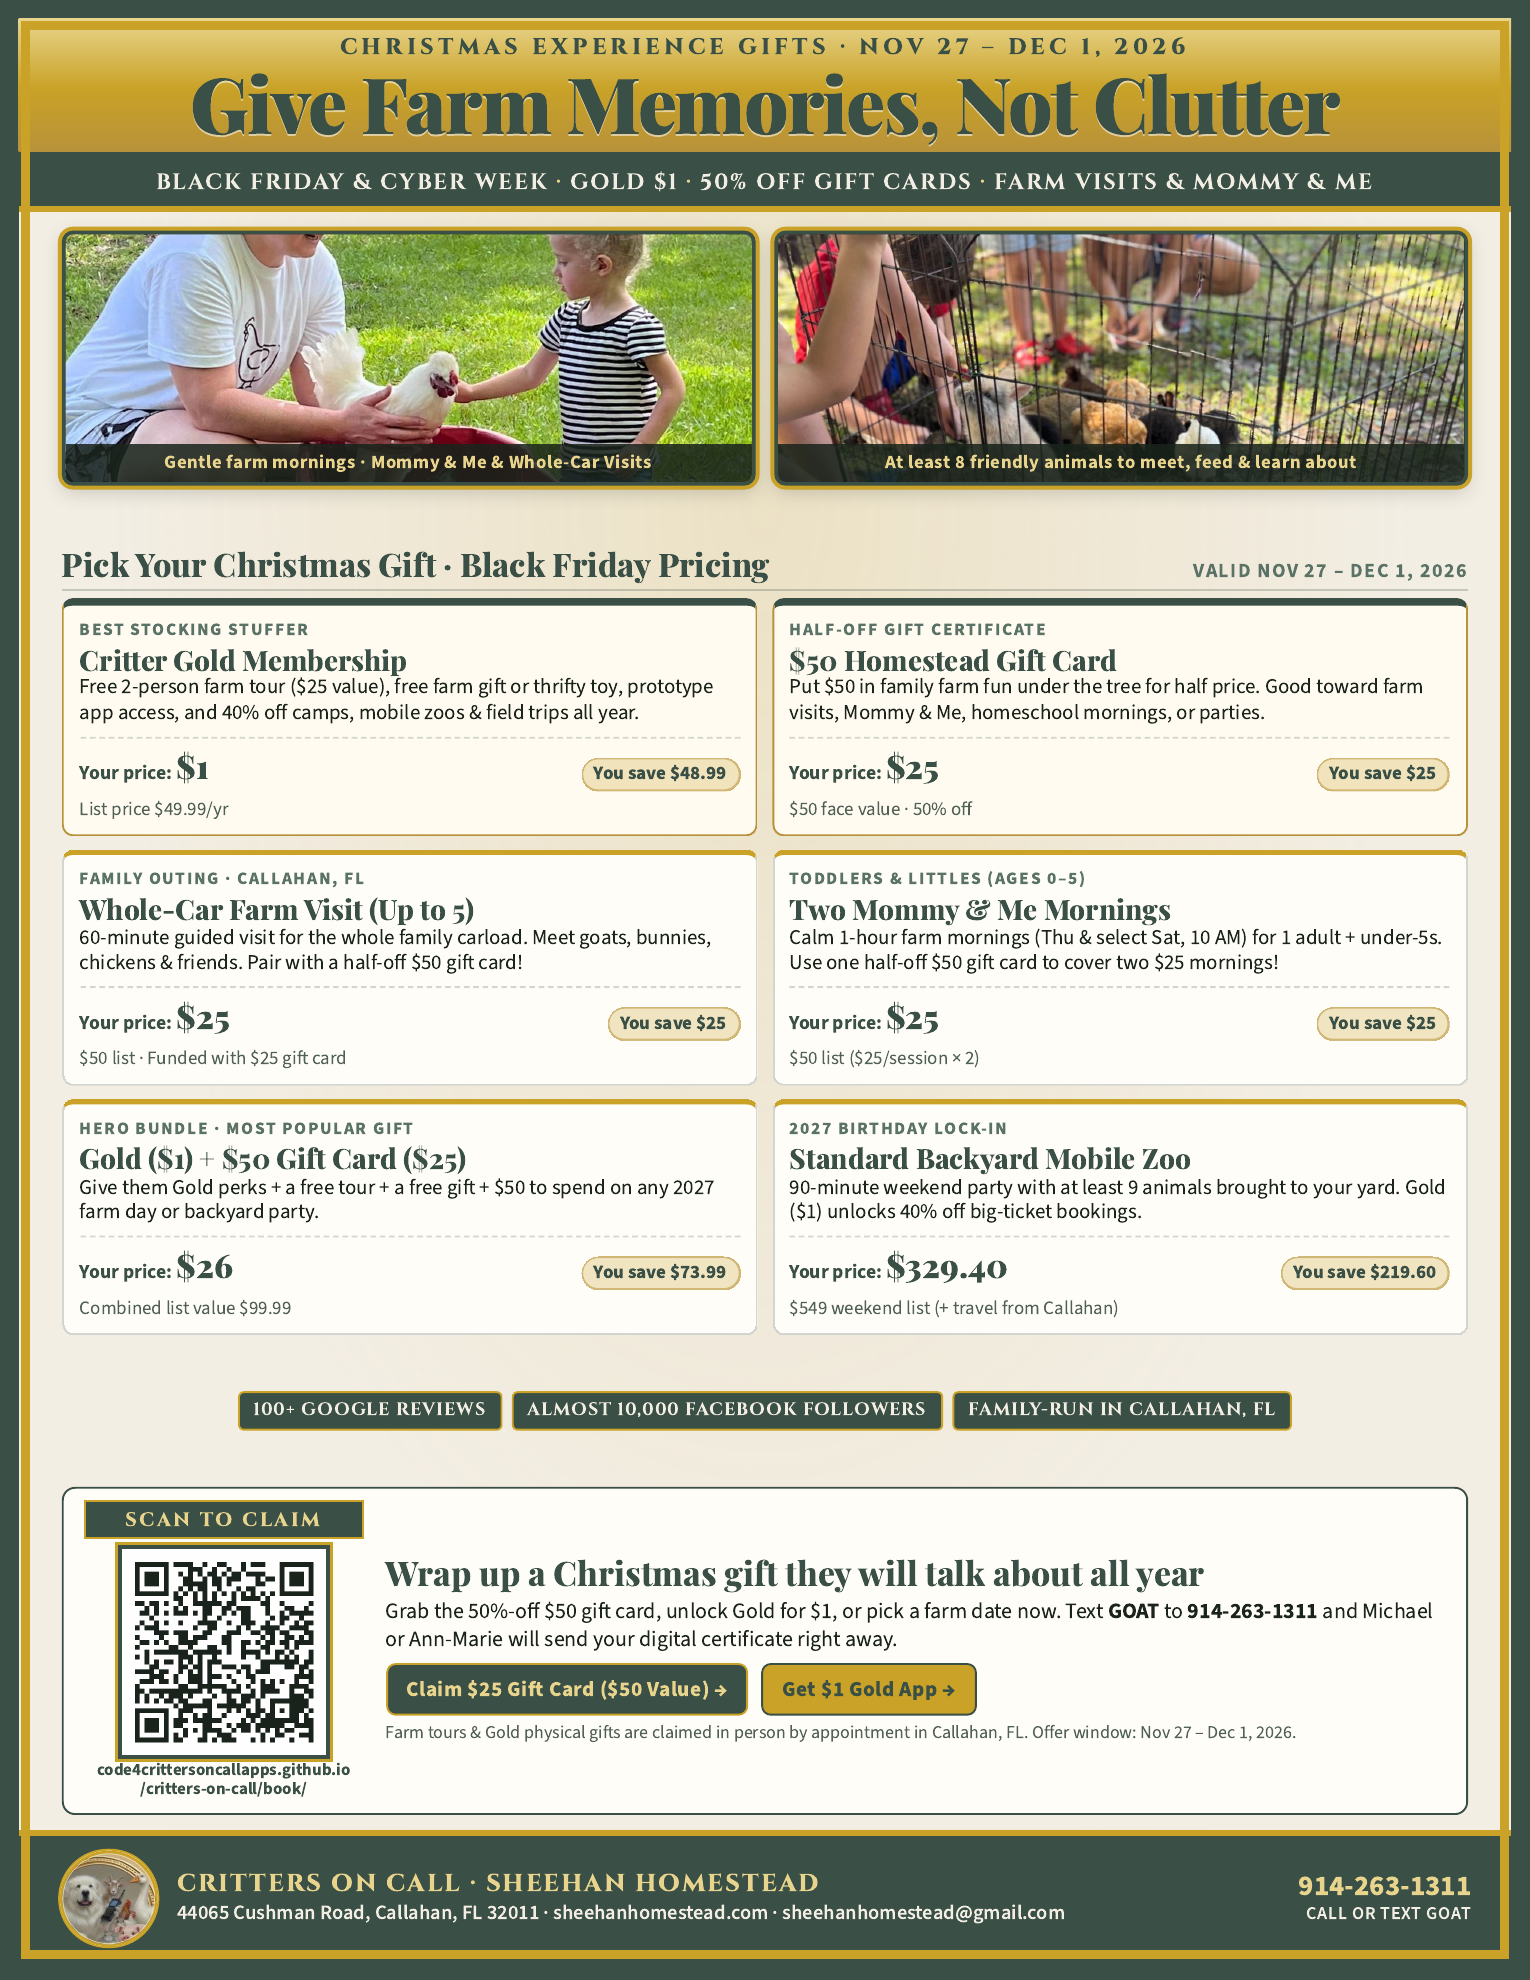 CHRISTMAS EXPERIENCE GIFTS · NOV 27 – DEC 1, 2026
Give Farm Memories, Not Clutter
BLACK FRIDAY & CYBER WEEK · GOLD $1 · 50% OFF GIFT CARDS · FARM VISITS & MOMMY & ME
Gentle farm mornings · Mommy & Me & Whole-Car Visits
At least 8 friendly animals to meet, feed & learn about
Pick Your Christmas Gift · Black Friday Pricing
VALID NOV 27 – DEC 1, 2026
BEST STOCKING STUFFER
Critter Gold Membership
Free 2-person farm tour ($25 value), free farm gift or thrifty toy, prototype
app access, and 40% off camps, mobile zoos & field trips all year.
Your price: $1
You save $48.99
List price $49.99/yr
HALF-OFF GIFT CERTIFICATE
$50 Homestead Gift Card
Put $50 in family farm fun under the tree for half price. Good toward farm
visits, Mommy & Me, homeschool mornings, or parties.
Your price: $25
You save $25
$50 face value · 50% off
FAMILY OUTING · CALLAHAN, FL
Whole-Car Farm Visit (Up to 5)
60-minute guided visit for the whole family carload. Meet goats, bunnies,
chickens & friends. Pair with a half-off $50 gift card!
Your price: $25
You save $25
$50 list · Funded with $25 gift card
TODDLERS & LITTLES (AGES 0–5)
Two Mommy & Me Mornings
Calm 1-hour farm mornings (Thu & select Sat, 10 AM) for 1 adult + under-5s.
Use one half-off $50 gift card to cover two $25 mornings!
Your price: $25
You save $25
$50 list ($25/session × 2)
HERO BUNDLE · MOST POPULAR GIFT
Gold ($1) + $50 Gift Card ($25)
Give them Gold perks + a free tour + a free gift + $50 to spend on any 2027
farm day or backyard party.
Your price: $26
You save $73.99
Combined list value $99.99
2027 BIRTHDAY LOCK-IN
Standard Backyard Mobile Zoo
90-minute weekend party with at least 9 animals brought to your yard. Gold
($1) unlocks 40% off big-ticket bookings.
Your price: $329.40
You save $219.60
$549 weekend list (+ travel from Callahan)
100+ GOOGLE REVIEWS
ALMOST 10,000 FACEBOOK FOLLOWERS
FAMILY-RUN IN CALLAHAN, FL
SCAN TO CLAIM
code4crittersoncallapps.github.io
/critters-on-call/book/
Wrap up a Christmas gift they will talk about all year
Grab the 50%-off $50 gift card, unlock Gold for $1, or pick a farm date now. Text GOAT to 914-263-1311 and Michael
or Ann-Marie will send your digital certificate right away.
Claim $25 Gift Card ($50 Value) →
Get $1 Gold App →
Farm tours & Gold physical gifts are claimed in person by appointment in Callahan, FL. Offer window: Nov 27 – Dec 1, 2026.
CRITTERS ON CALL · SHEEHAN HOMESTEAD
44065 Cushman Road, Callahan, FL 32011 · sheehanhomestead.com · sheehanhomestead@gmail.com
914-263-1311
CALL OR TEXT GOAT